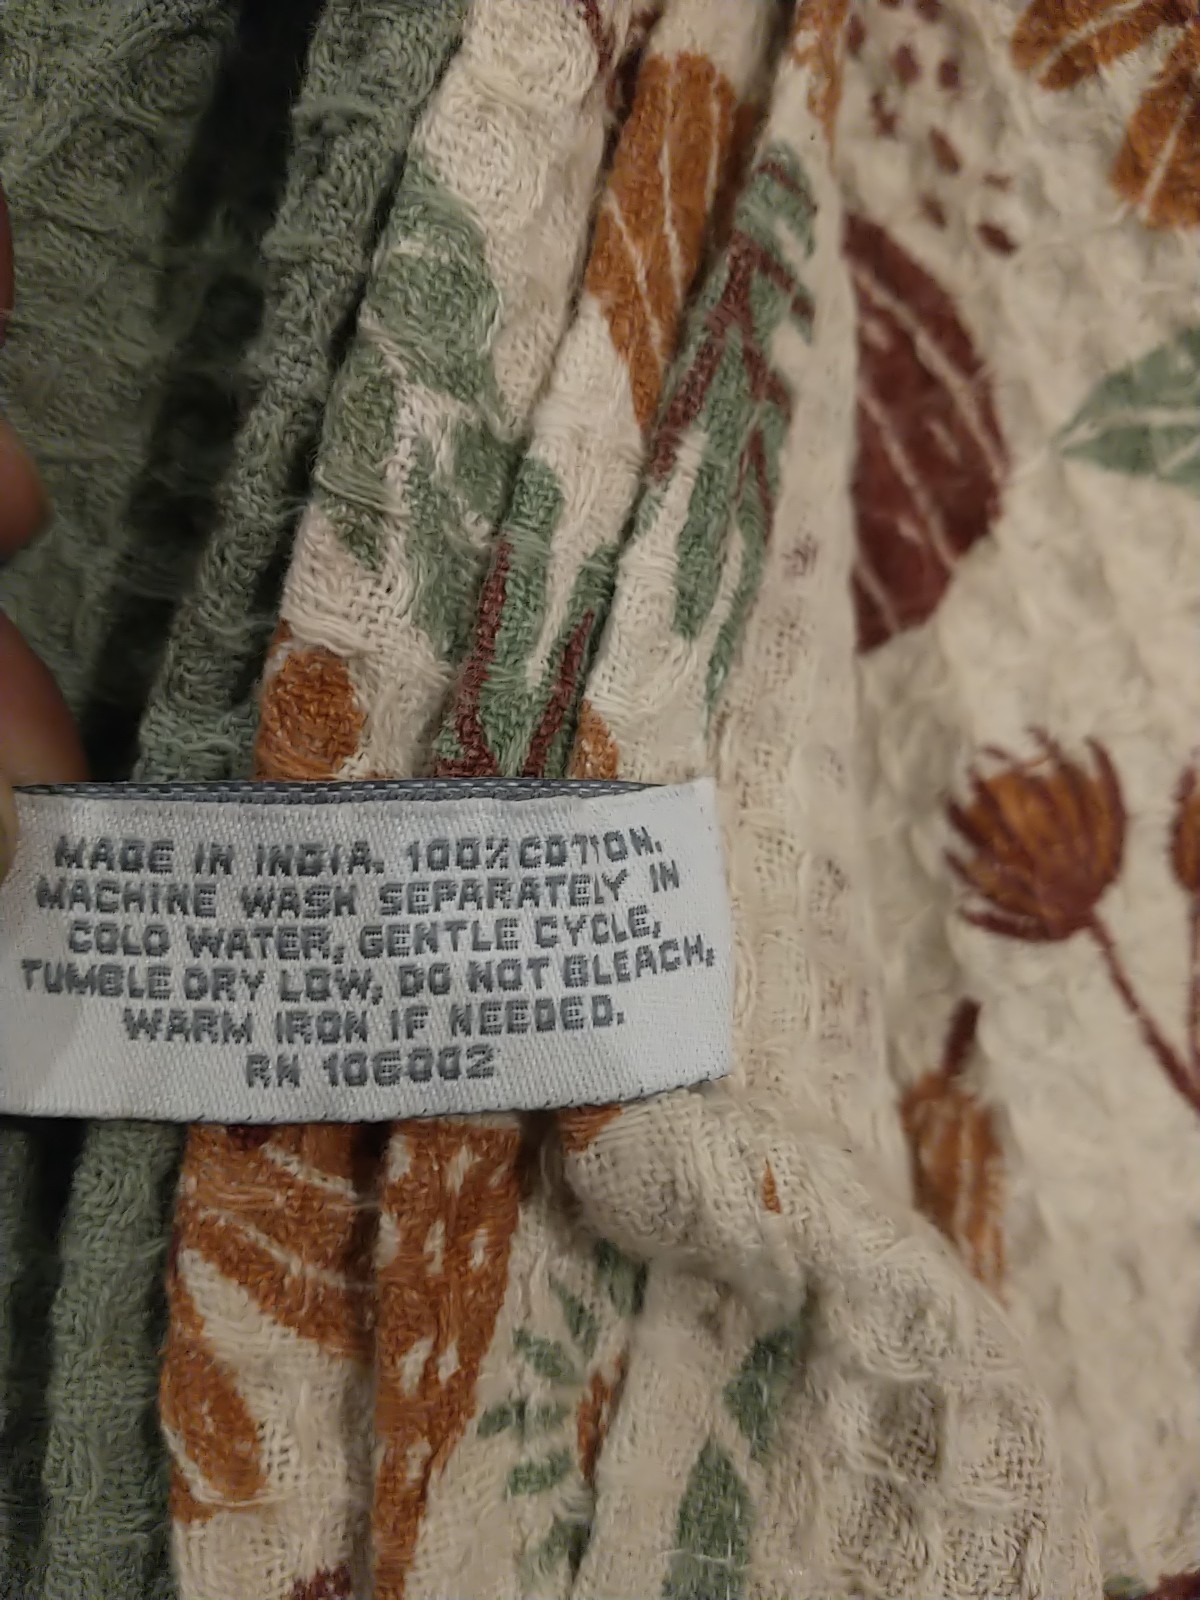 MADE IN INDIA. 100% COTTON.
MACHINE WASH SEPARATELY IN
COLD WATER, GENTLE CYCLE,
TUMBLE DRY LOW, DO NOT BLEACH,
WARM IRON IF NEEDED.
RN 106002